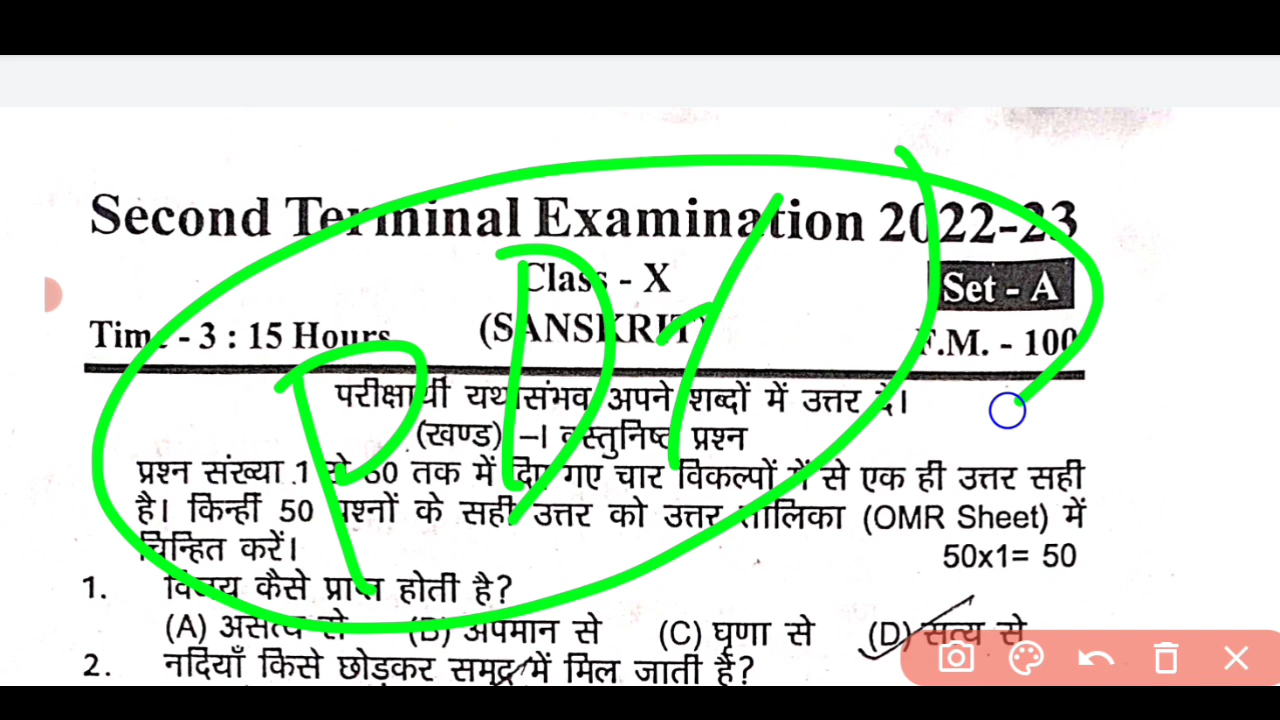 Second Terminal Examination 2022-23
Class - X
Set - A
Time - 3 : 15 Hours
(SANSKRIT)
F.M. - 100
परीक्षार्थी यथासंभव अपने शब्दों में उत्तर दें।
(खण्ड) –I वस्तुनिष्ट प्रश्न
प्रश्न संख्या 1 से 60 तक में दिए गए चार विकल्पों में से एक ही उत्तर सही
है। किन्हीं 50 प्रश्नों के सही उत्तर को उत्तर तालिका (OMR Sheet) में
चिन्हित करें।
50x1= 50
1. विजय कैसे प्राप्त होती है?
(A) असत्य से (B) अपमान से (C) घृणा से (D) सत्य से
2. नदियाँ किसे छोड़कर समुद्र में मिल जाती हैं?
PDF